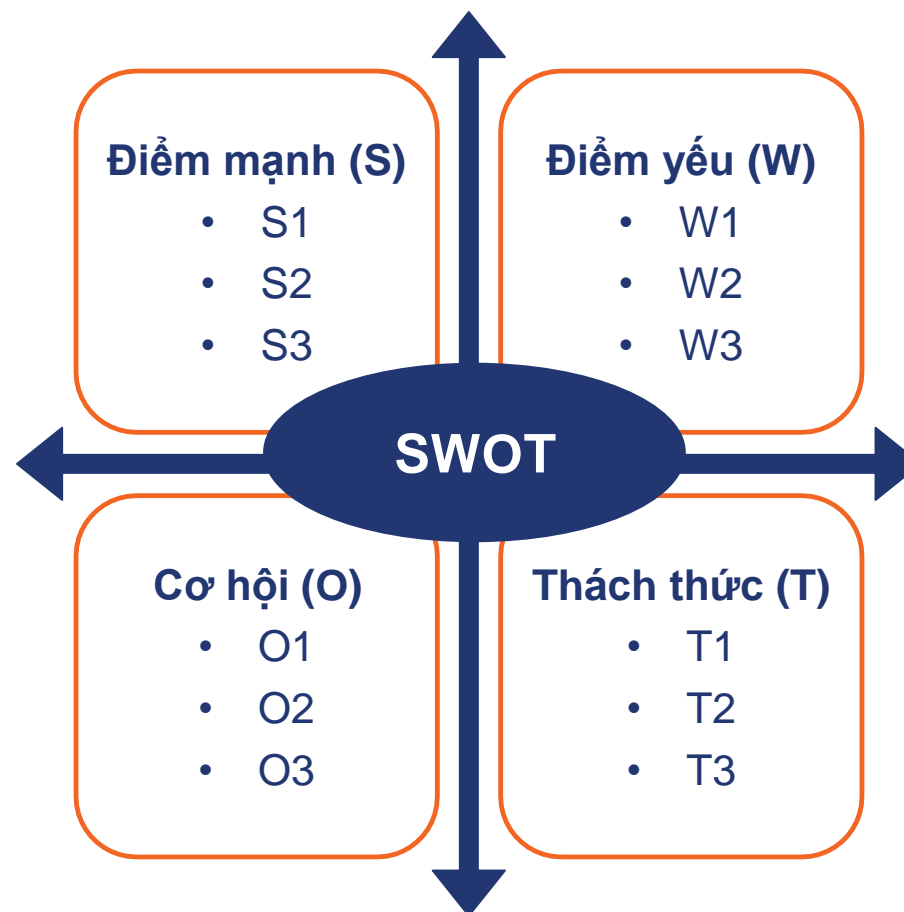 Điểm mạnh (S)
• S1
• S2
• S3
Điểm yếu (W)
• W1
• W2
• W3
SWOT
Cơ hội (O)
• O1
• O2
• O3
Thách thức (T)
• T1
• T2
• T3